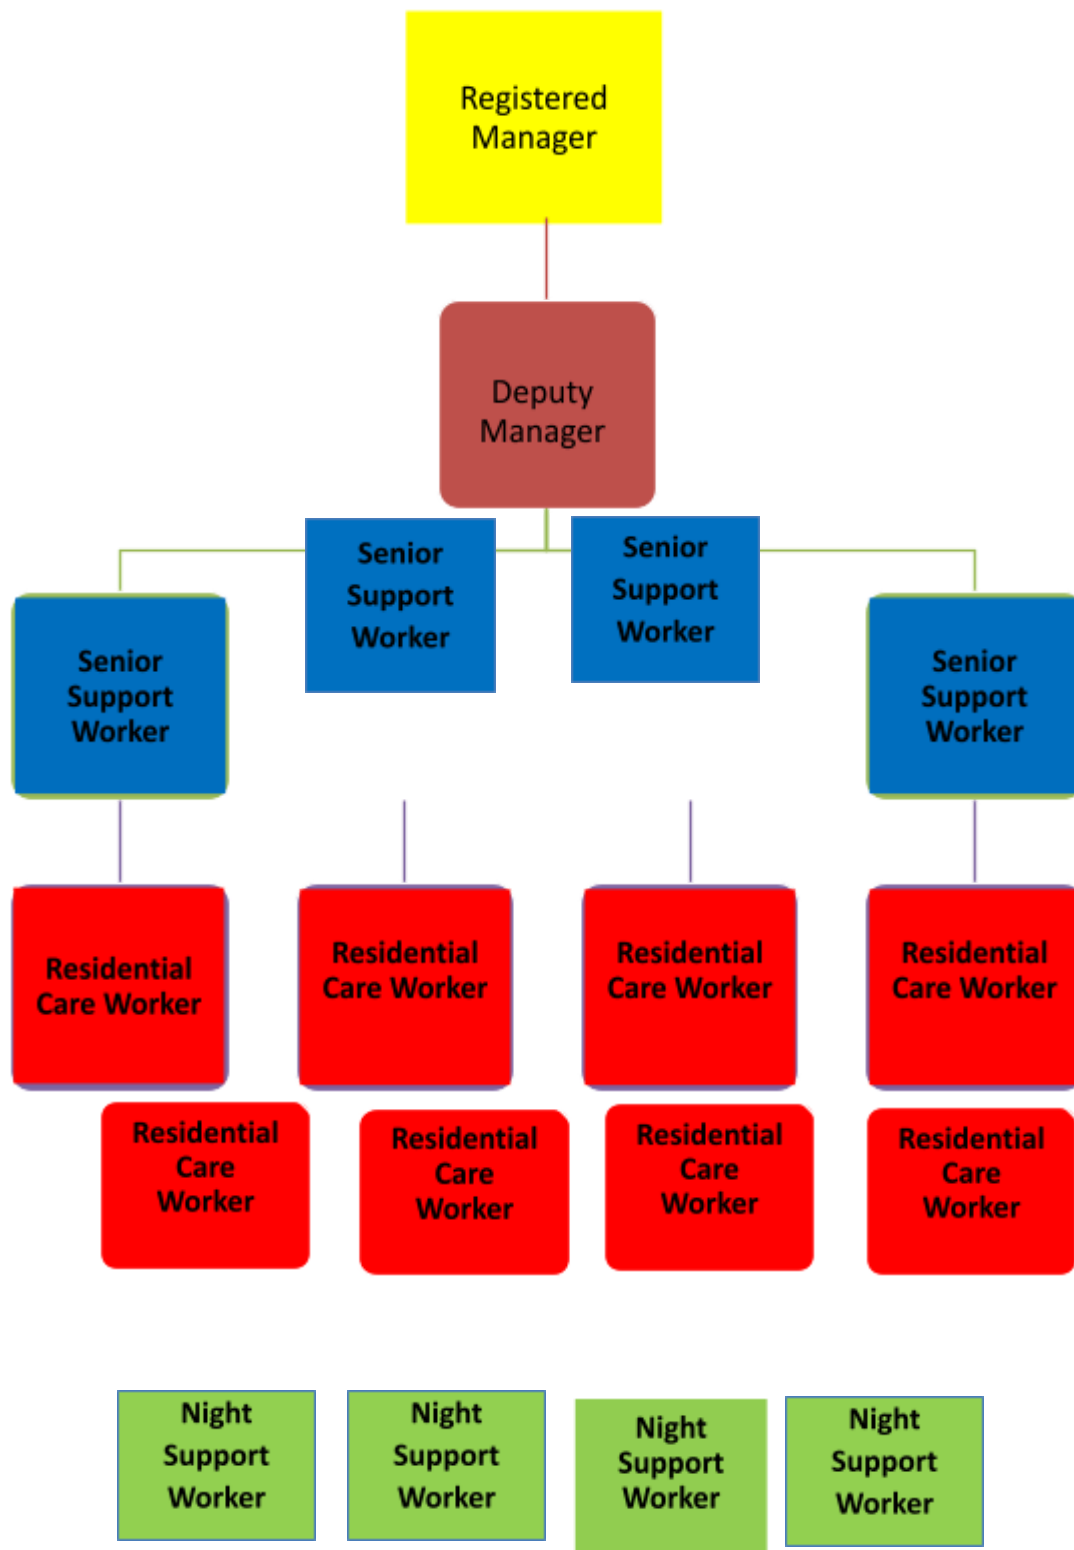 Registered
Manager
Deputy
Manager
Senior
Support
Worker
Senior
Support
Worker
Senior
Support
Worker
Senior
Support
Worker
Residential
Care Worker
Residential
Care Worker
Residential
Care Worker
Residential
Care Worker
Residential
Care
Worker
Residential
Care
Worker
Residential
Care
Worker
Residential
Care
Worker
Night
Support
Worker
Night
Support
Worker
Night
Support
Worker
Night
Support
Worker